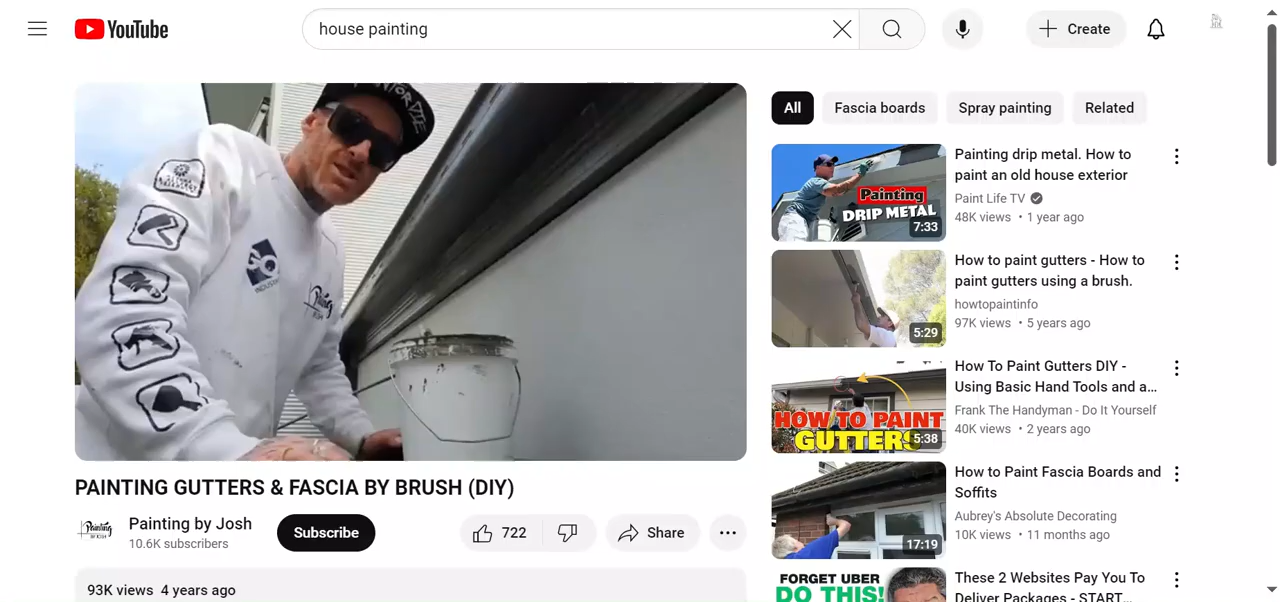 YouTube
house painting
Create
All
Fascia boards
Spray painting
Related
Painting drip metal. How to
paint an old house exterior
Paint Life TV
48K views • 1 year ago
Painting
DRIP METAL
7:33
How to paint gutters - How to
paint gutters using a brush.
howtopaintinfo
97K views • 5 years ago
5:29
How To Paint Gutters DIY -
Using Basic Hand Tools and a...
Frank The Handyman - Do It Yourself
40K views • 2 years ago
HOW TO PAINT
GUTTERS
5:38
How to Paint Fascia Boards and
Soffits
Aubrey's Absolute Decorating
10K views • 11 months ago
17:19
FORGET UBER
DO THIS!
These 2 Websites Pay You To
Deliver Packages - START...
PAINTING GUTTERS & FASCIA BY BRUSH (DIY)
Painting by Josh
10.6K subscribers
Subscribe
722
Share
93K views 4 years ago